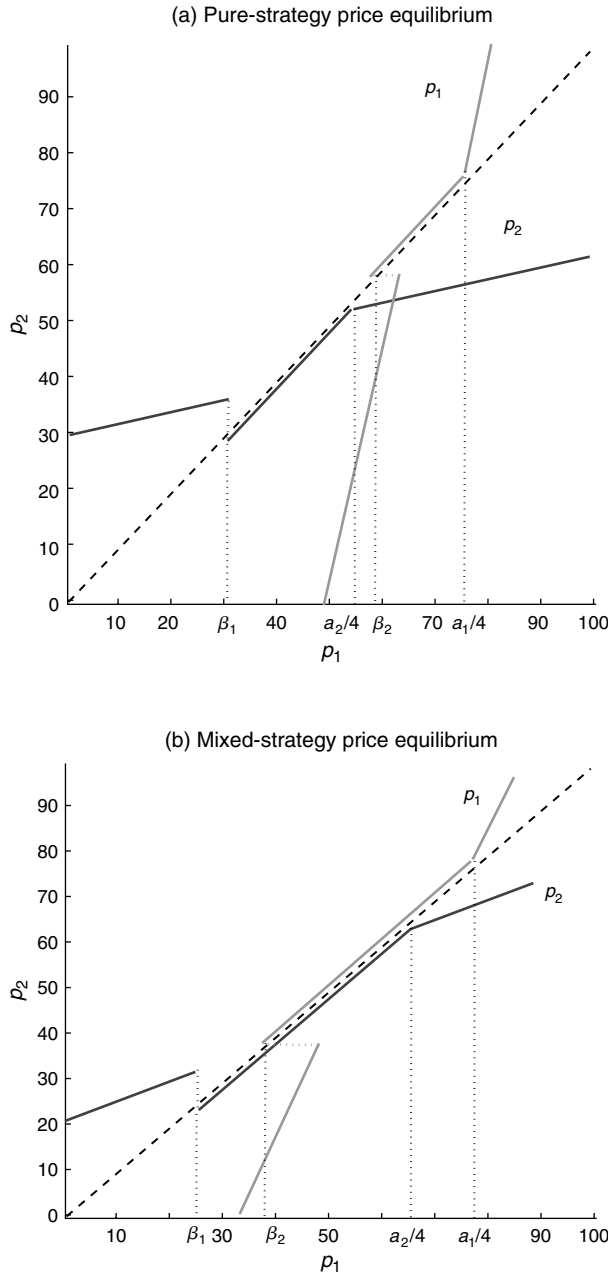 (a) Pure-strategy price equilibrium
90
80
70
60
50
40
30
20
10
0
p₂
p₁
p₂
10 20 β₁ 40 a₂/4 β₂ 70 a₁/4 90 100
p₁
(b) Mixed-strategy price equilibrium
90
80
70
60
50
40
30
20
10
0
p₂
p₁
p₂
10 β₁ 30 β₂ 50 a₂/4 a₁/4 90 100
p₁